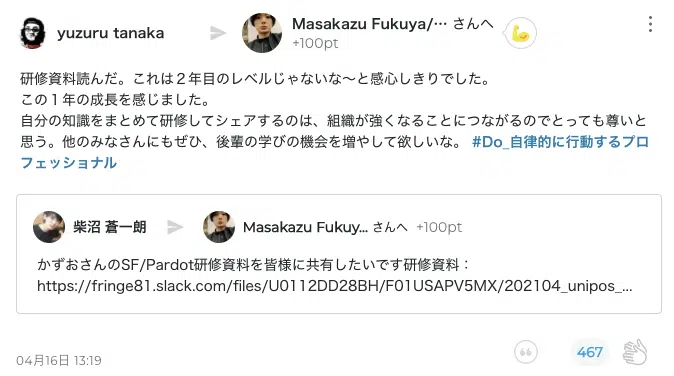 yuzuru tanaka
Masakazu Fukuya/… さんへ
+100pt
研修資料読んだ。これは２年目のレベルじゃないな〜と感心しきりでした。
この１年の成長を感じました。
自分の知識をまとめて研修してシェアするのは、組織が強くなることにつながるのでとっても尊いと
思う。他のみなさんにもぜひ、後輩の学びの機会を増やして欲しいな。 #Do_自律的に行動するプロ
フェッショナル
柴沼 蒼一朗
Masakazu Fukuy... さんへ +100pt
かずおさんのSF/Pardot研修資料を皆様に共有したいです研修資料：
https://fringe81.slack.com/files/U0112DD28BH/F01USAPV5MX/202104_unipos_...
04月16日 13:19
467